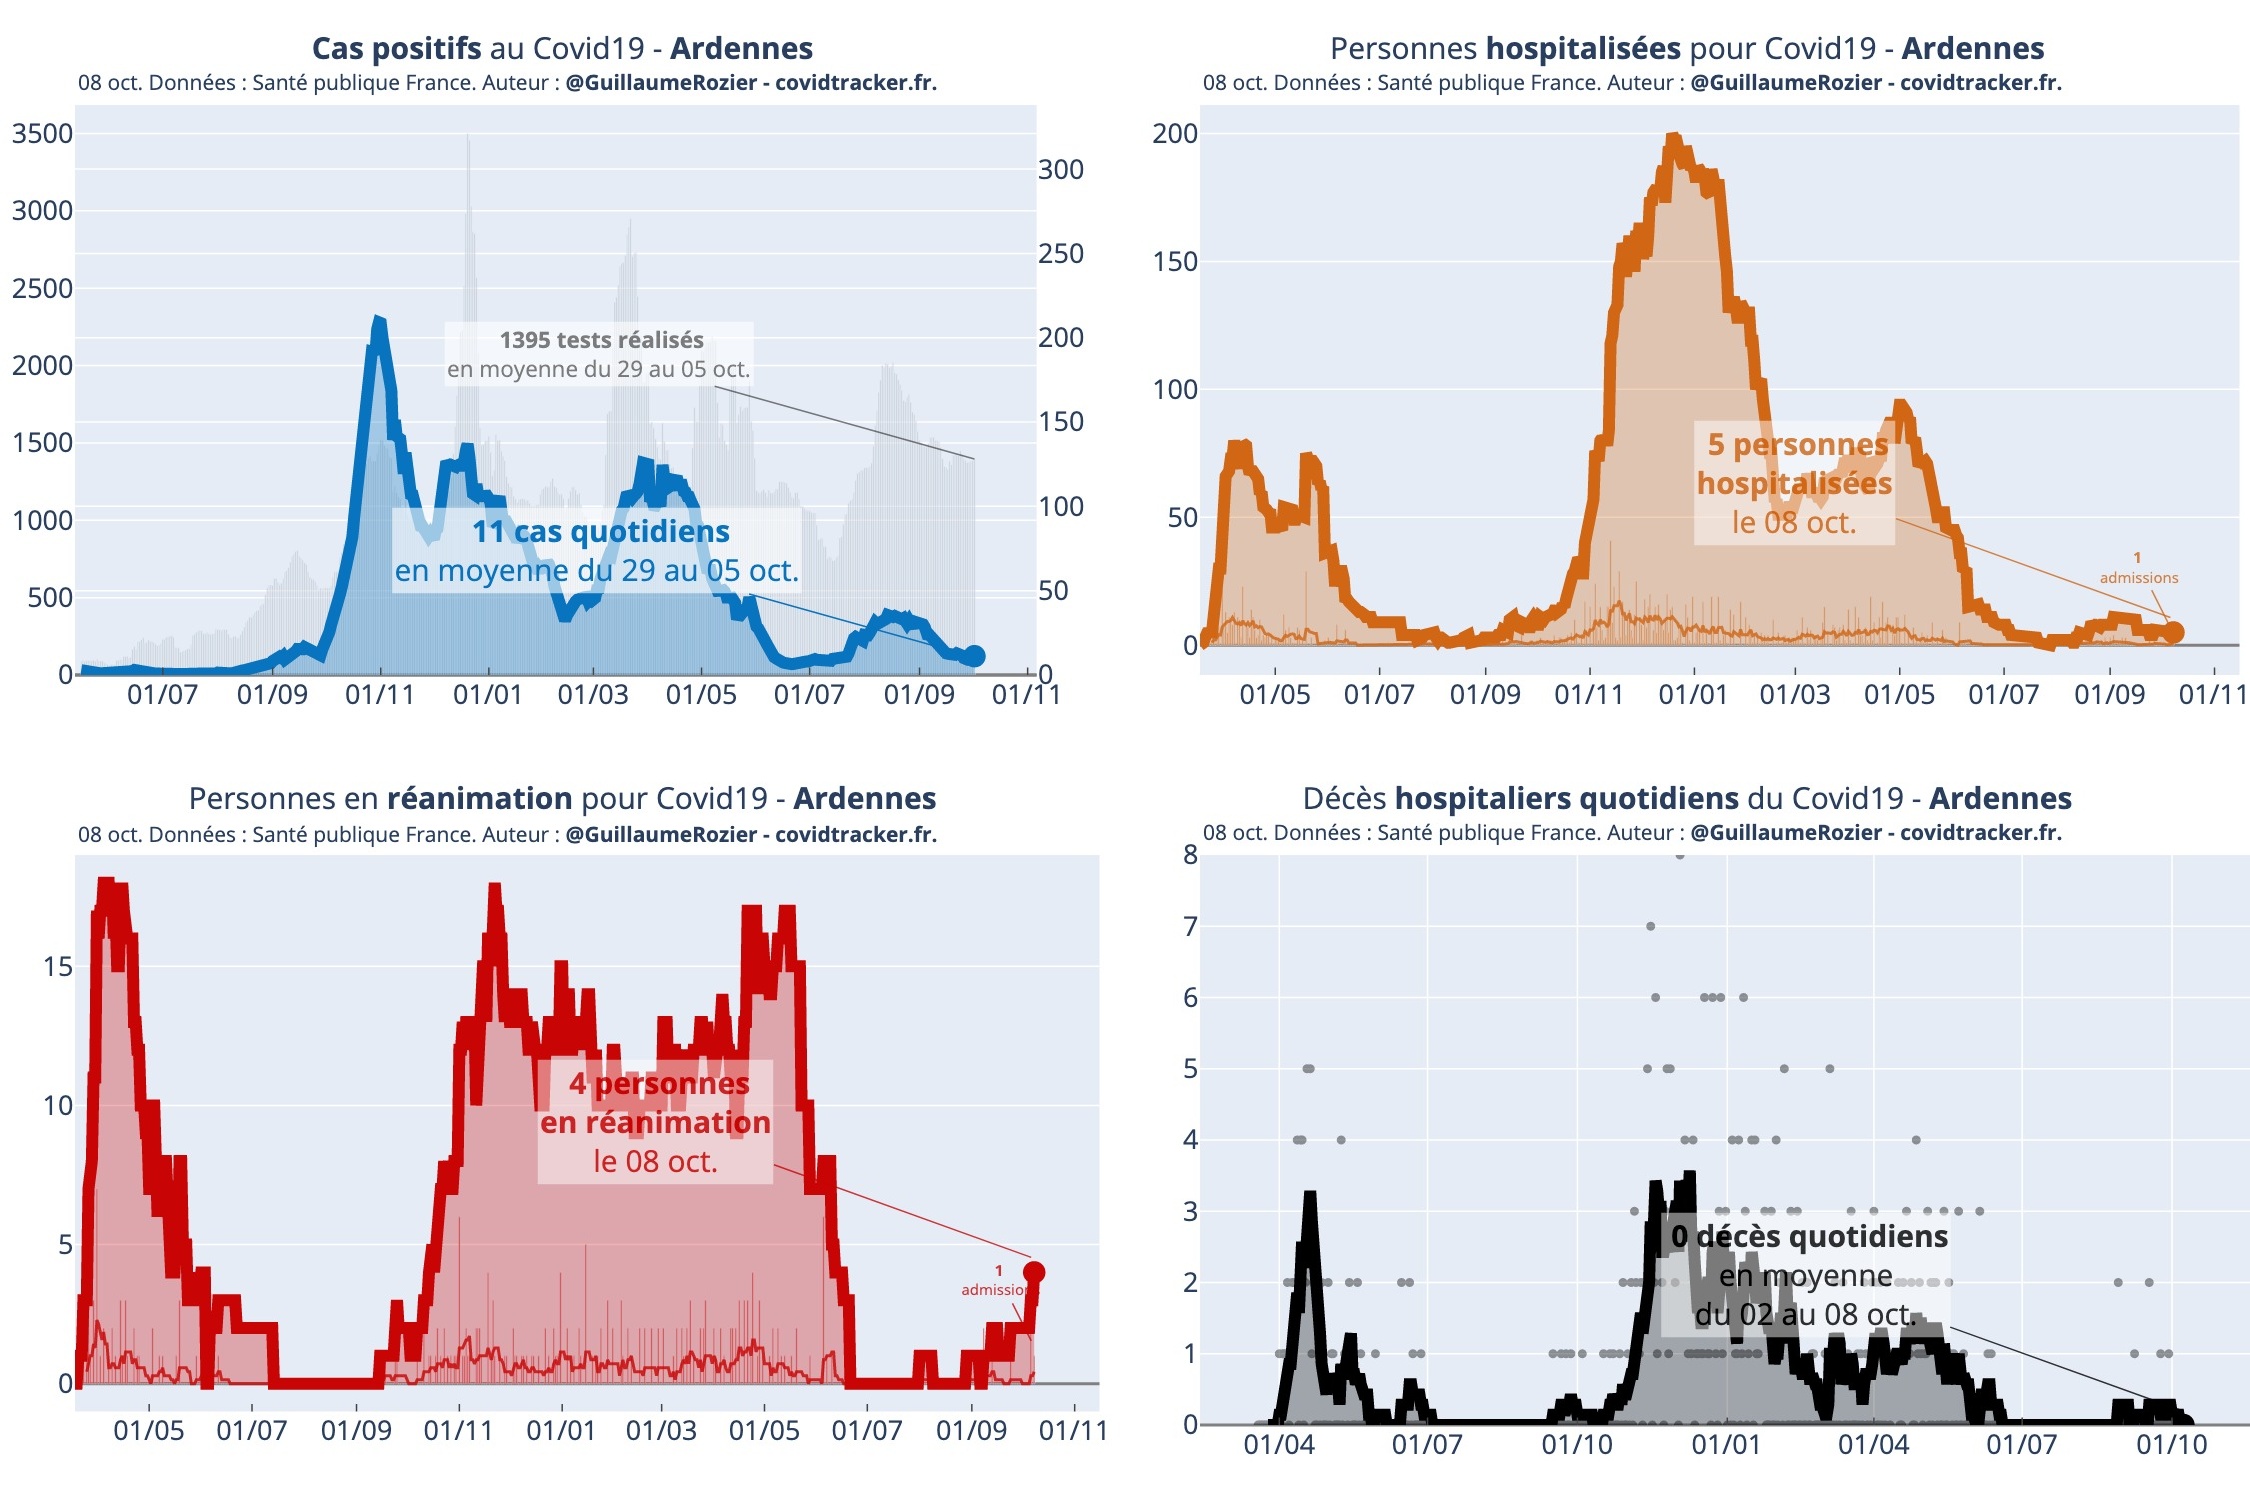 Cas positifs au Covid19 - Ardennes
08 oct. Données : Santé publique France. Auteur : @GuillaumeRozier - covidtracker.fr.
3500
3000
2500
2000
1500
1000
500
0
300
250
200
150
100
50
0
1395 tests réalisés
en moyenne du 29 au 05 oct.
11 cas quotidiens
en moyenne du 29 au 05 oct.
01/07 01/09 01/11 01/01 01/03 01/05 01/07 01/09 01/11
Personnes hospitalisées pour Covid19 - Ardennes
08 oct. Données : Santé publique France. Auteur : @GuillaumeRozier - covidtracker.fr.
200
150
100
50
0
5 personnes
hospitalisées
le 08 oct.
1
admissions
01/05 01/07 01/09 01/11 01/01 01/03 01/05 01/07 01/09 01/11
Personnes en réanimation pour Covid19 - Ardennes
08 oct. Données : Santé publique France. Auteur : @GuillaumeRozier - covidtracker.fr.
15
10
5
0
4 personnes
en réanimation
le 08 oct.
1
admissions
01/05 01/07 01/09 01/11 01/01 01/03 01/05 01/07 01/09 01/11
Décès hospitaliers quotidiens du Covid19 - Ardennes
08 oct. Données : Santé publique France. Auteur : @GuillaumeRozier - covidtracker.fr.
8
7
6
5
4
3
2
1
0
0 décès quotidiens
en moyenne
du 02 au 08 oct.
01/04 01/07 01/10 01/01 01/04 01/07 01/10